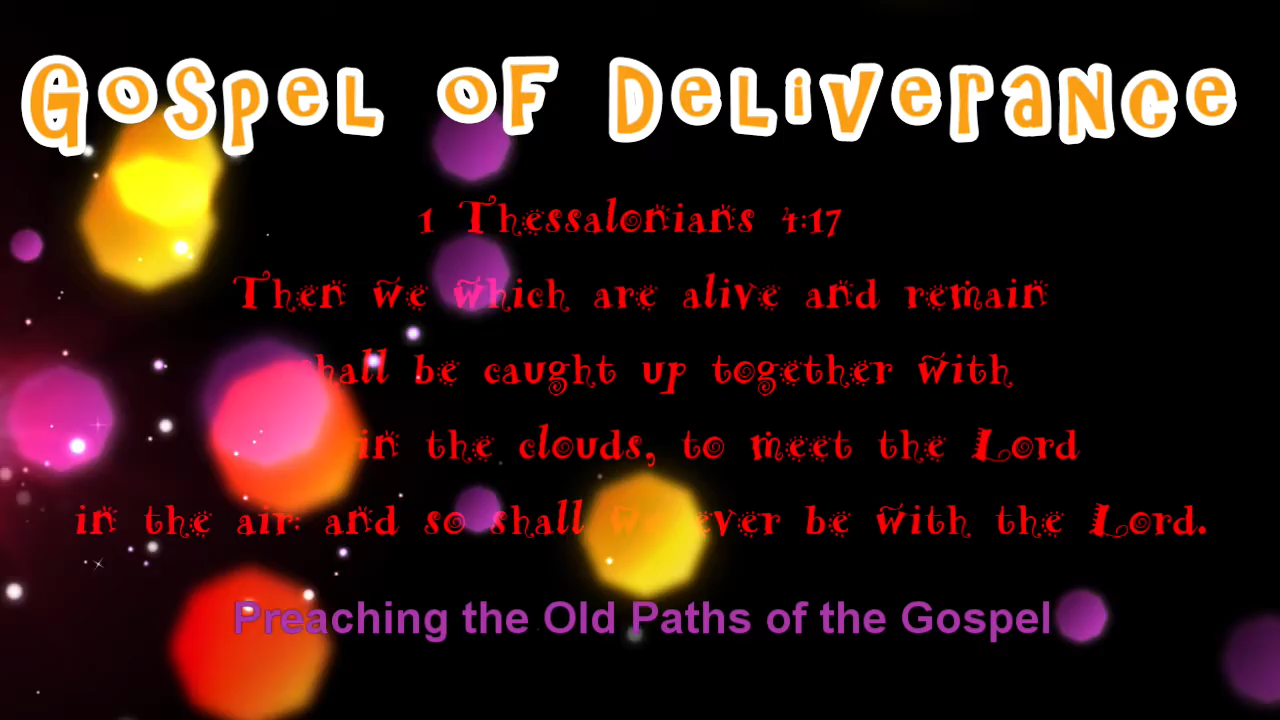 Gospel of Deliverance
1 Thessalonians 4:17
Then we which are alive and remain
shall be caught up together with
in the clouds, to meet the Lord
in the air: and so shall we ever be with the Lord.
Preaching the Old Paths of the Gospel